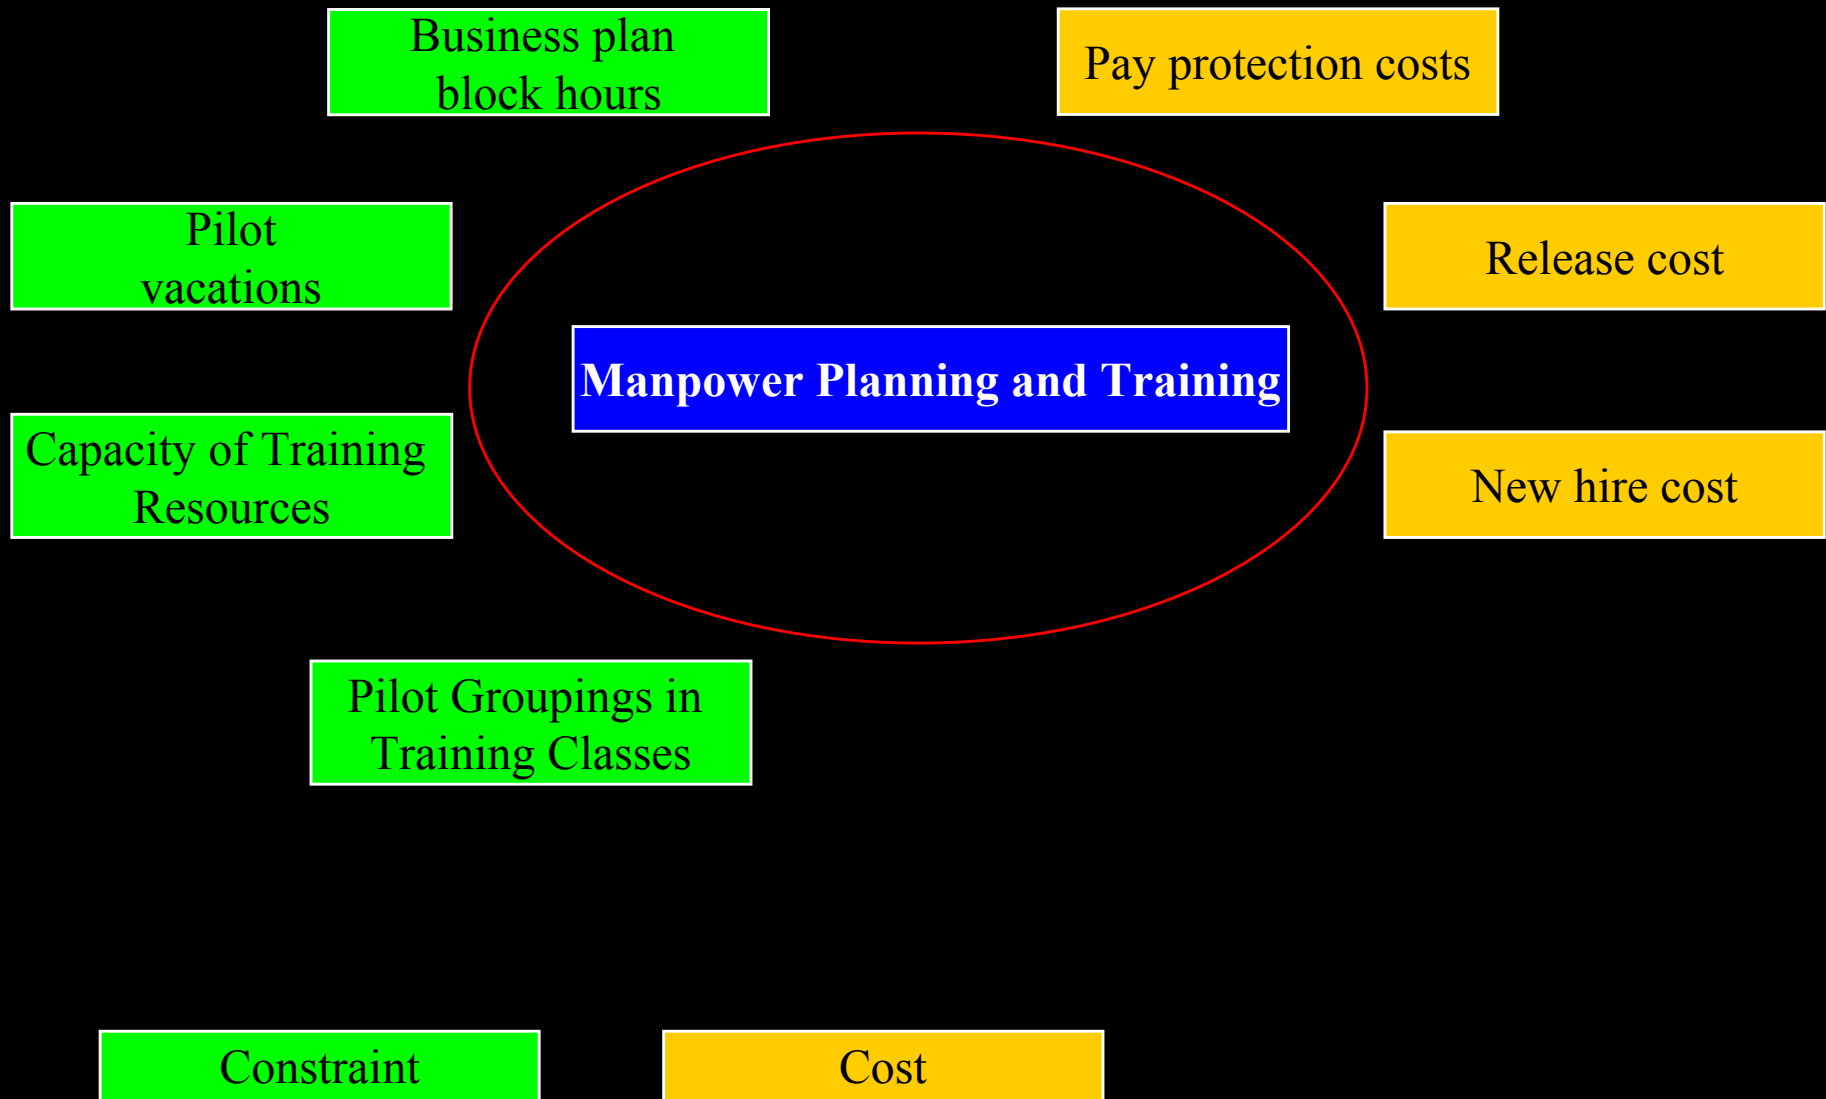 Business plan
block hours
Pay protection costs
Pilot
vacations
Release cost
Manpower Planning and Training
Capacity of Training
Resources
New hire cost
Pilot Groupings in
Training Classes
Constraint
Cost